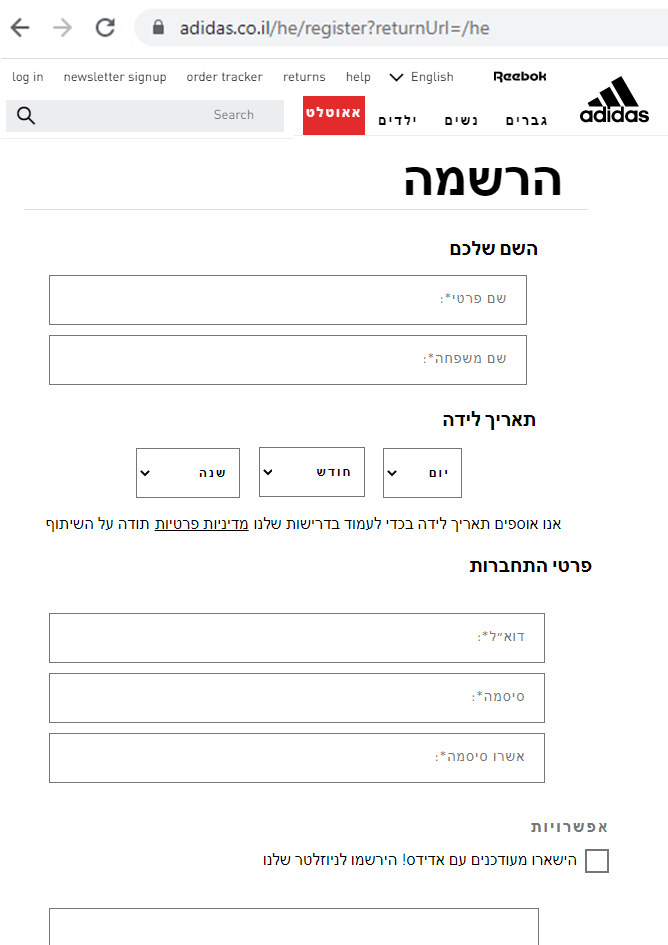 adidas.co.il/he/register?returnUrl=/he
log in newsletter signup order tracker returns help English Reebok
adidas
Search
גברים נשים ילדים אאוטלט
הרשמה
השם שלכם
שם פרטי*:
שם משפחה*:
תאריך לידה
יום חודש שנה
אנו אוספים תאריך לידה בכדי לעמוד בדרישות שלנו מדיניות פרטיות תודה על השיתוף
פרטי התחברות
דוא״ל*:
סיסמה*:
אשרו סיסמה*:
אפשרויות
הישארו מעודכנים עם אדידס! הירשמו לניוזלטר שלנו